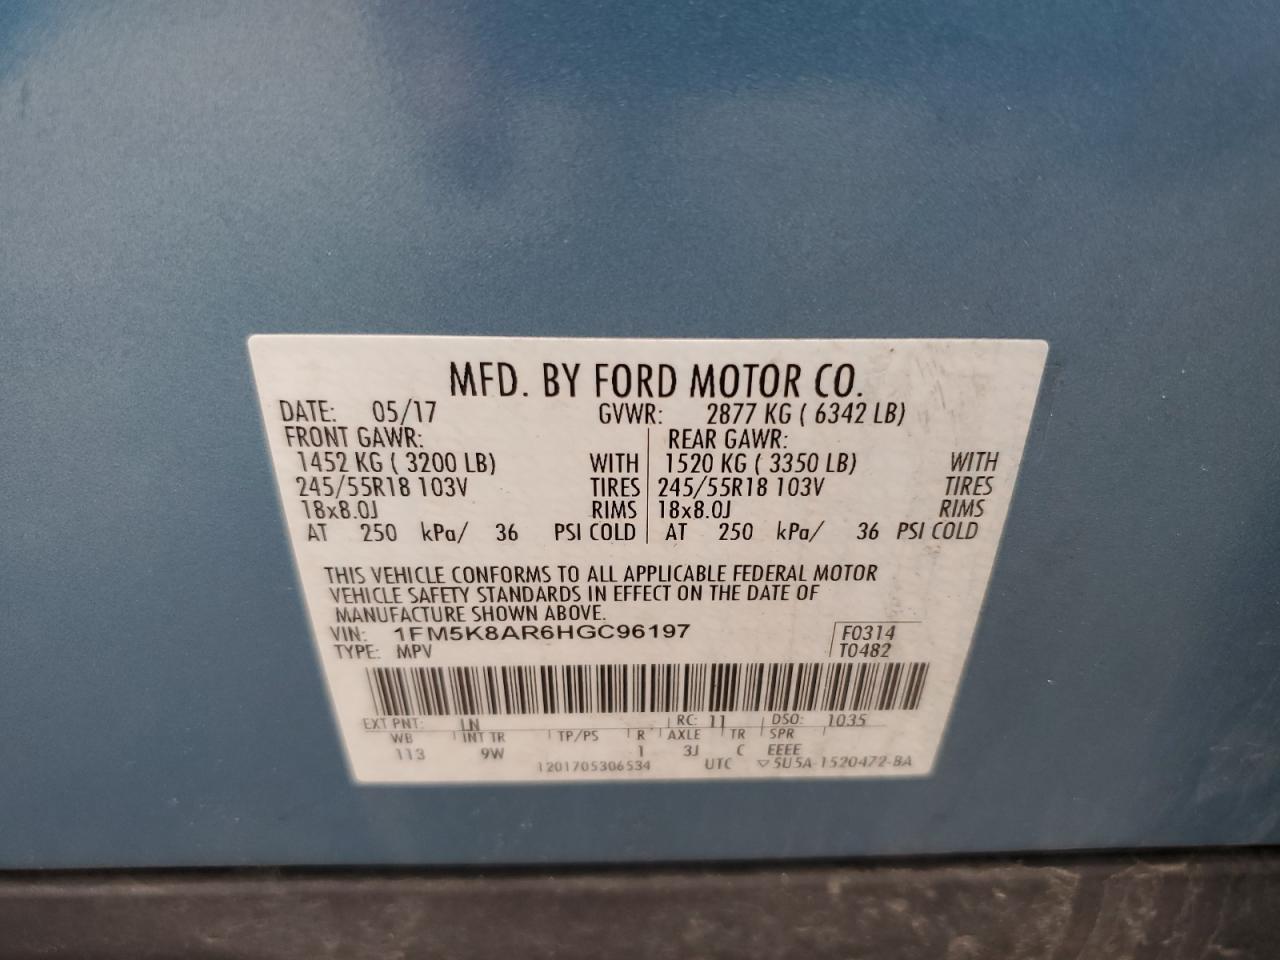 MFD. BY FORD MOTOR CO.
DATE: 05/17 GVWR: 2877 KG ( 6342 LB)
FRONT GAWR: REAR GAWR:
1452 KG ( 3200 LB) WITH 1520 KG ( 3350 LB) WITH
245/55R18 103V TIRES 245/55R18 103V TIRES
18x8.0J RIMS 18x8.0J RIMS
AT 250 kPa/ 36 PSI COLD AT 250 kPa/ 36 PSI COLD
THIS VEHICLE CONFORMS TO ALL APPLICABLE FEDERAL MOTOR
VEHICLE SAFETY STANDARDS IN EFFECT ON THE DATE OF
MANUFACTURE SHOWN ABOVE.
VIN: 1FM5K8AR6HGC96197 F0314
TYPE: MPV T0482
EXT PNT: LN RC: 11 DSO: 1035
WB INT TR TP/PS R AXLE TR SPR
113 9W 1 3J C EEEE
1201705306534 UTC ▽5U5A-1520472-BA